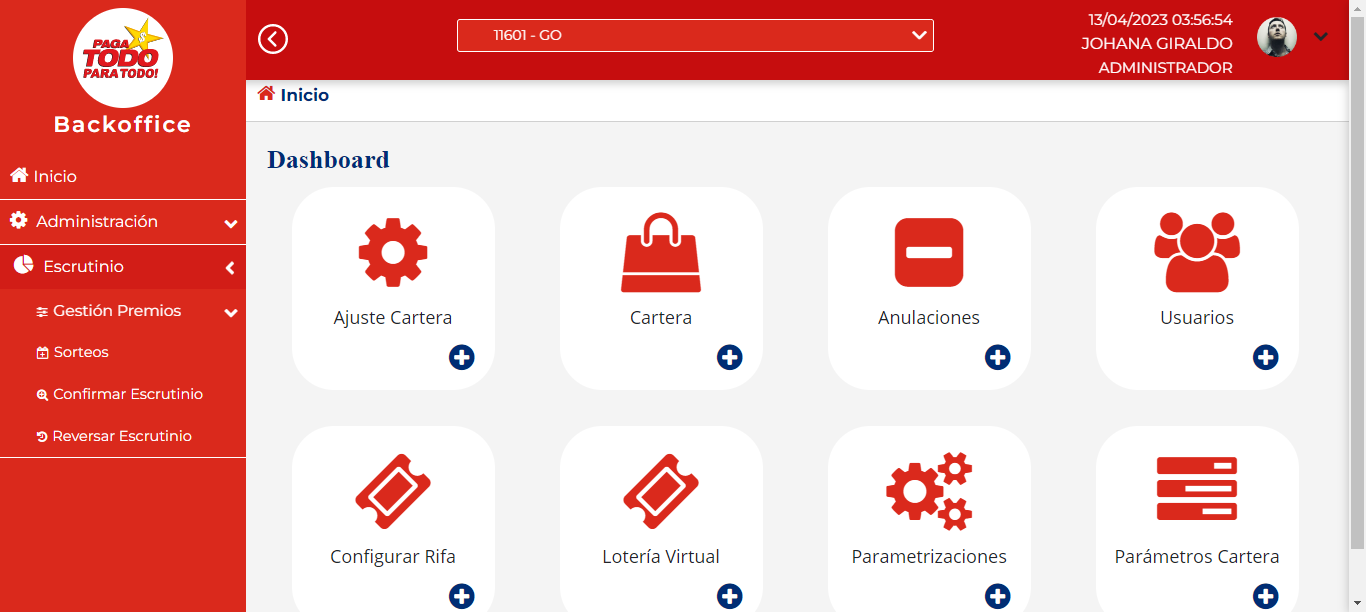 PAGA
TODO
PARA TODO!
Backoffice
Inicio
Administración
Escrutinio
Gestión Premios
Sorteos
Confirmar Escrutinio
Reversar Escrutinio
11601 - GO
13/04/2023 03:56:54
JOHANA GIRALDO
ADMINISTRADOR
Inicio
Dashboard
Ajuste Cartera
Cartera
Anulaciones
Usuarios
Configurar Rifa
Lotería Virtual
Parametrizaciones
Parámetros Cartera